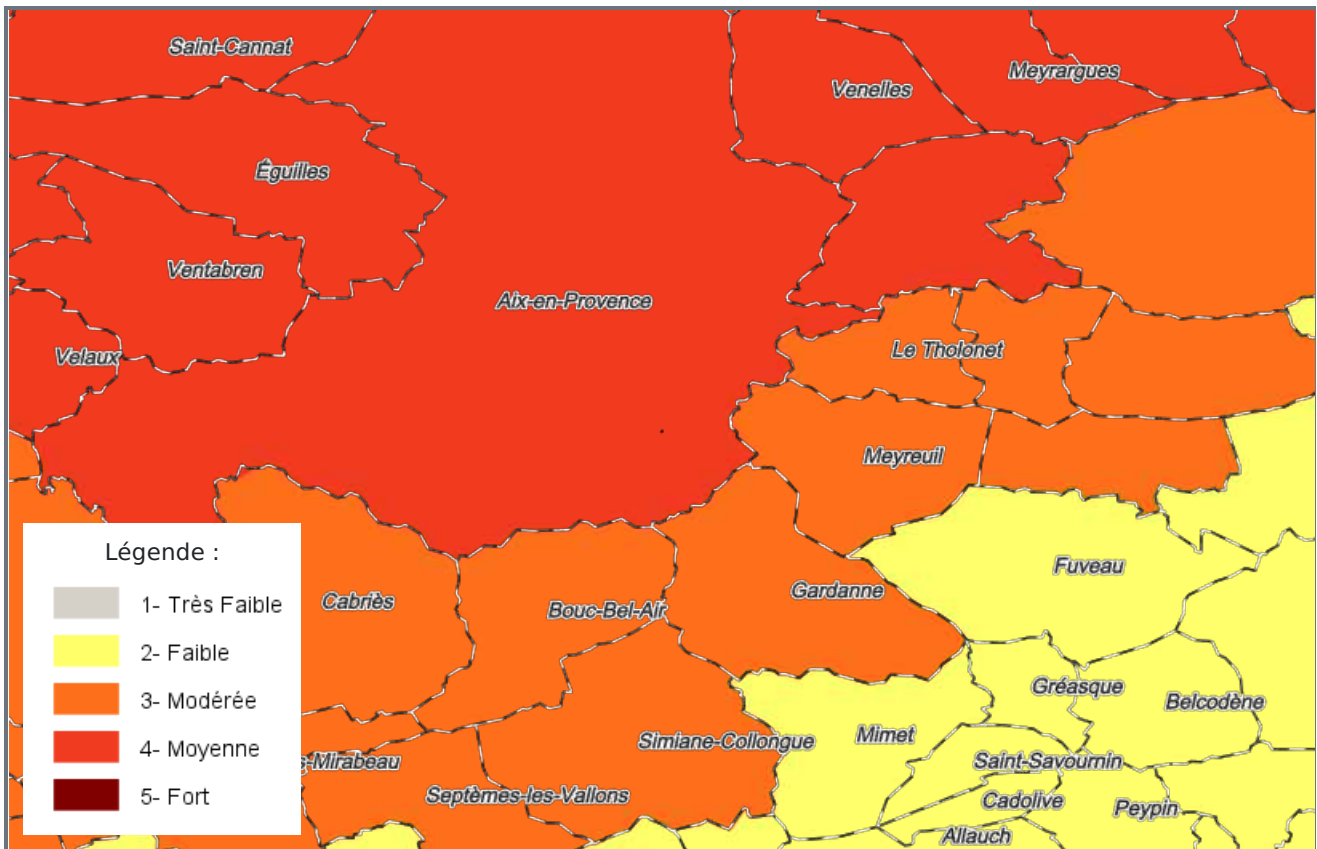 Saint-Cannat
Meyrargues
Venelles
Éguilles
Ventabren
Aix-en-Provence
Velaux
Le Tholonet
Meyreuil
Fuveau
Gardanne
Cabriès
Bouc-Bel-Air
Gréasque
Belcodène
Mimet
Simiane-Collongue
s-Mirabeau
Saint-Savournin
Septèmes-les-Vallons
Cadolive
Peypin
Allauch
Légende :
1- Très Faible
2- Faible
3- Modérée
4- Moyenne
5- Fort